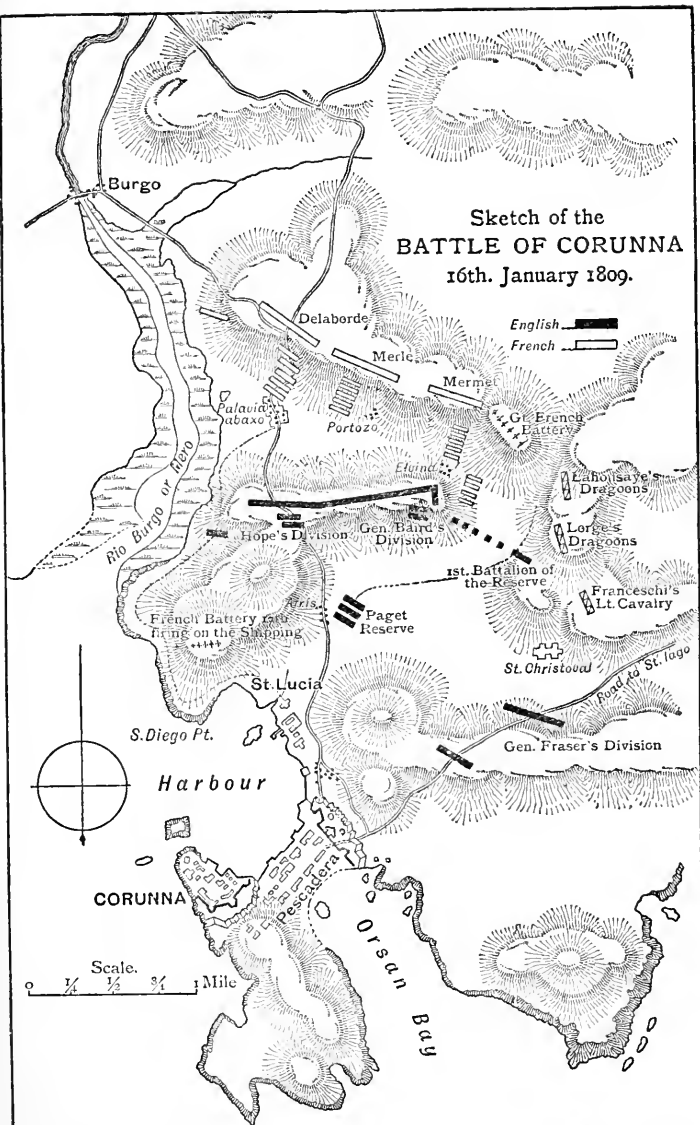 Burgo
Sketch of the
BATTLE OF CORUNNA
16th. January 1809.
English
French
Delaborde
Merle
Mermet
Gt. French
Battery
Palavia
abaxo
Portozo
Elvina
Lahoussaye's
Dragoons
Rio Burgo or Mero
Hope's Division
Gen. Baird's
Division
Lorge's
Dragoons
1st. Battalion of
the Reserve
Franceschi's
Lt. Cavalry
Airis
Paget
Reserve
French Battery
firing on the Shipping
St. Christoval
Road to St. Iago
St. Lucia
S. Diego Pt.
Gen. Fraser's Division
Harbour
CORUNNA
Pescadera
Orsan Bay
Scale.
0 1/4 1/2 3/4 1 Mile